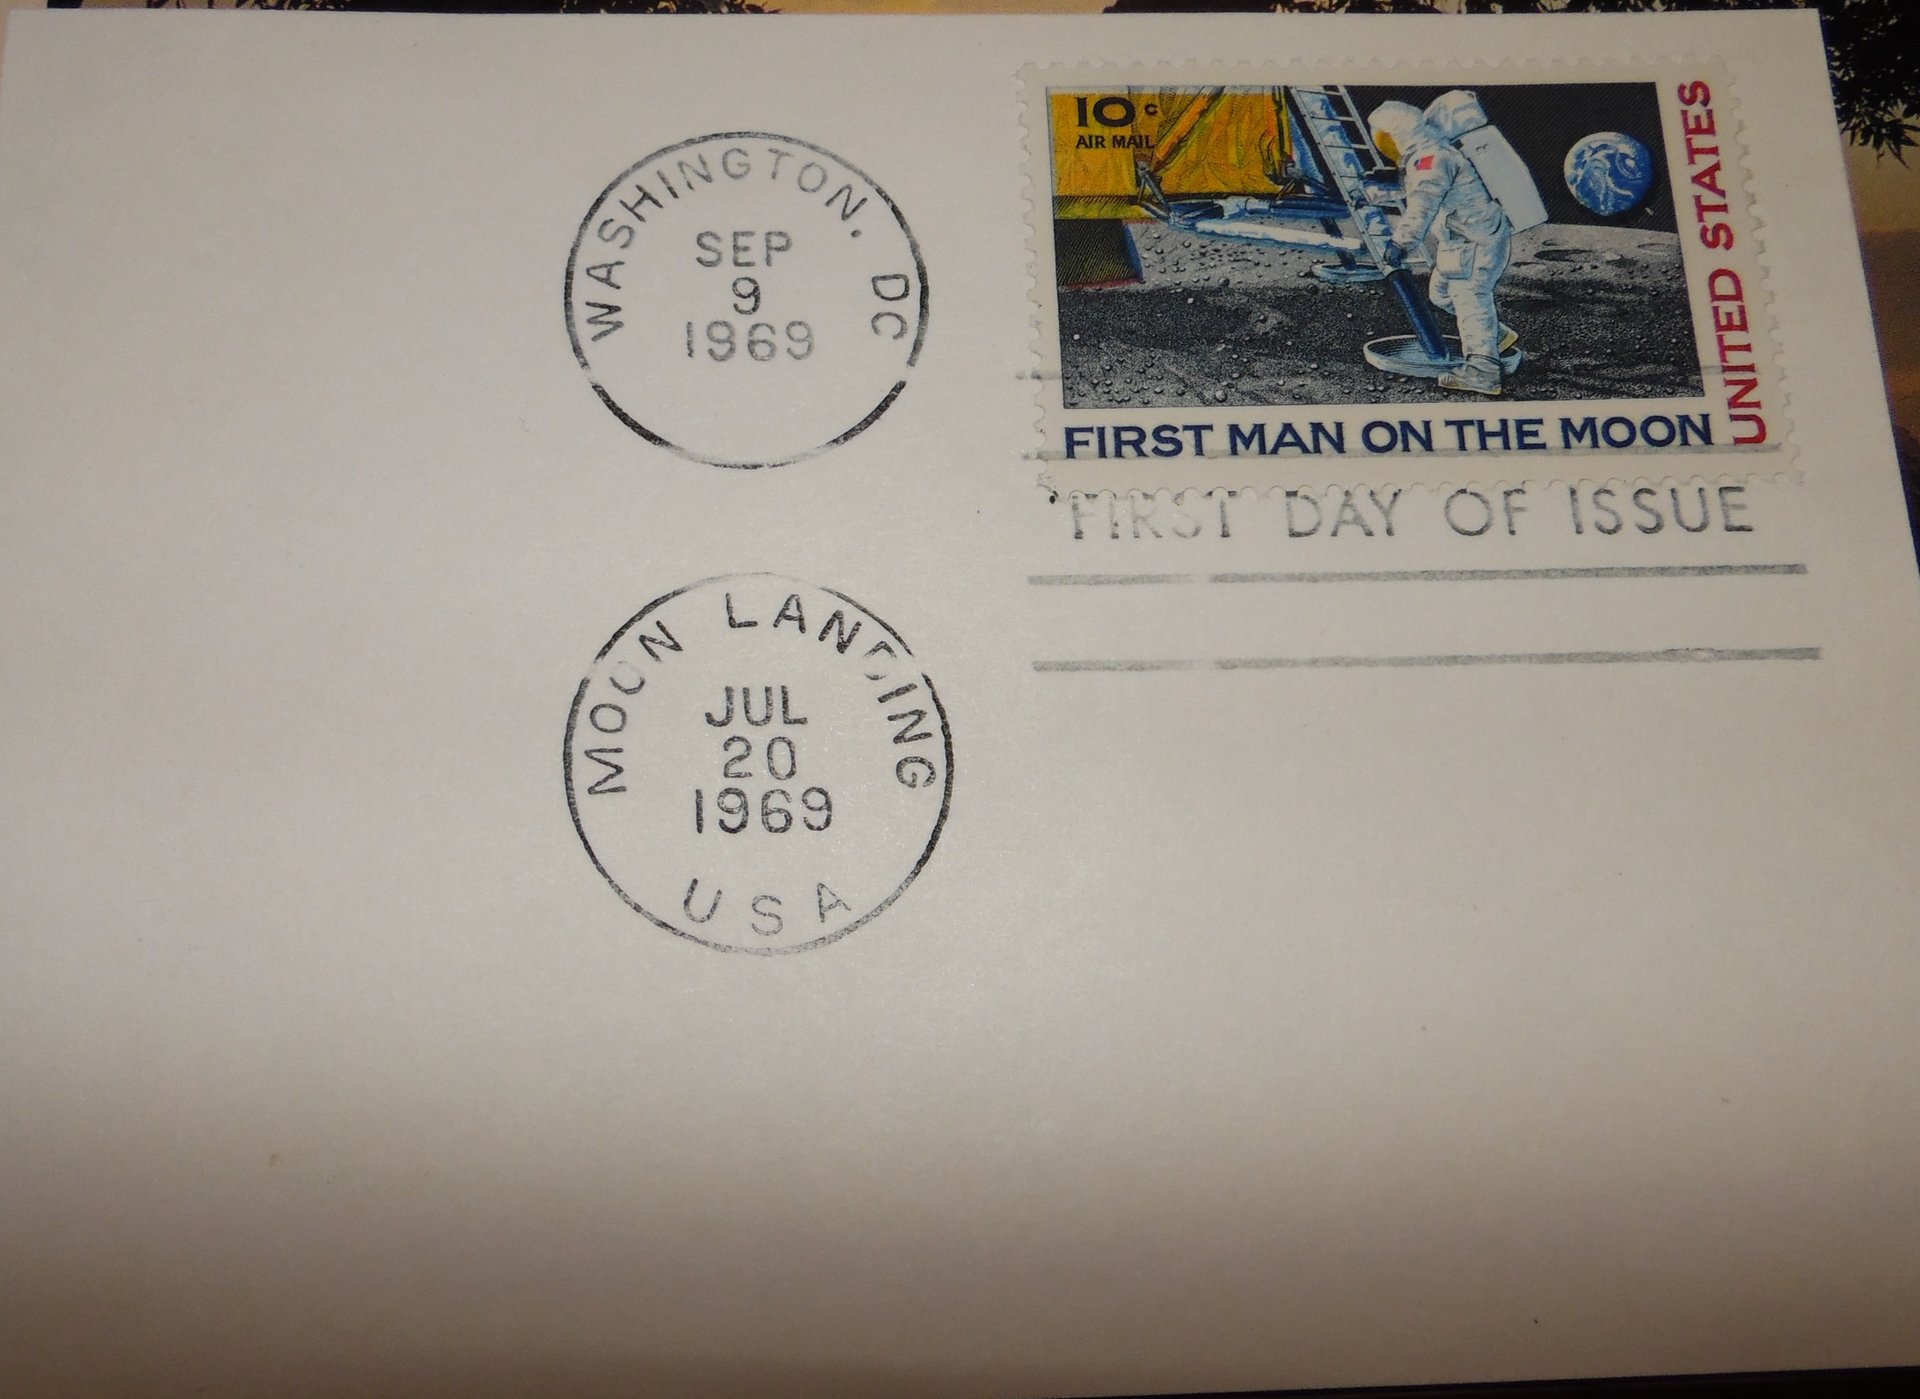 WASHINGTON. DC
SEP
9
1969
10c
AIR MAIL
UNITED STATES
FIRST MAN ON THE MOON
FIRST DAY OF ISSUE
MOON LANDING
JUL
20
1969
USA